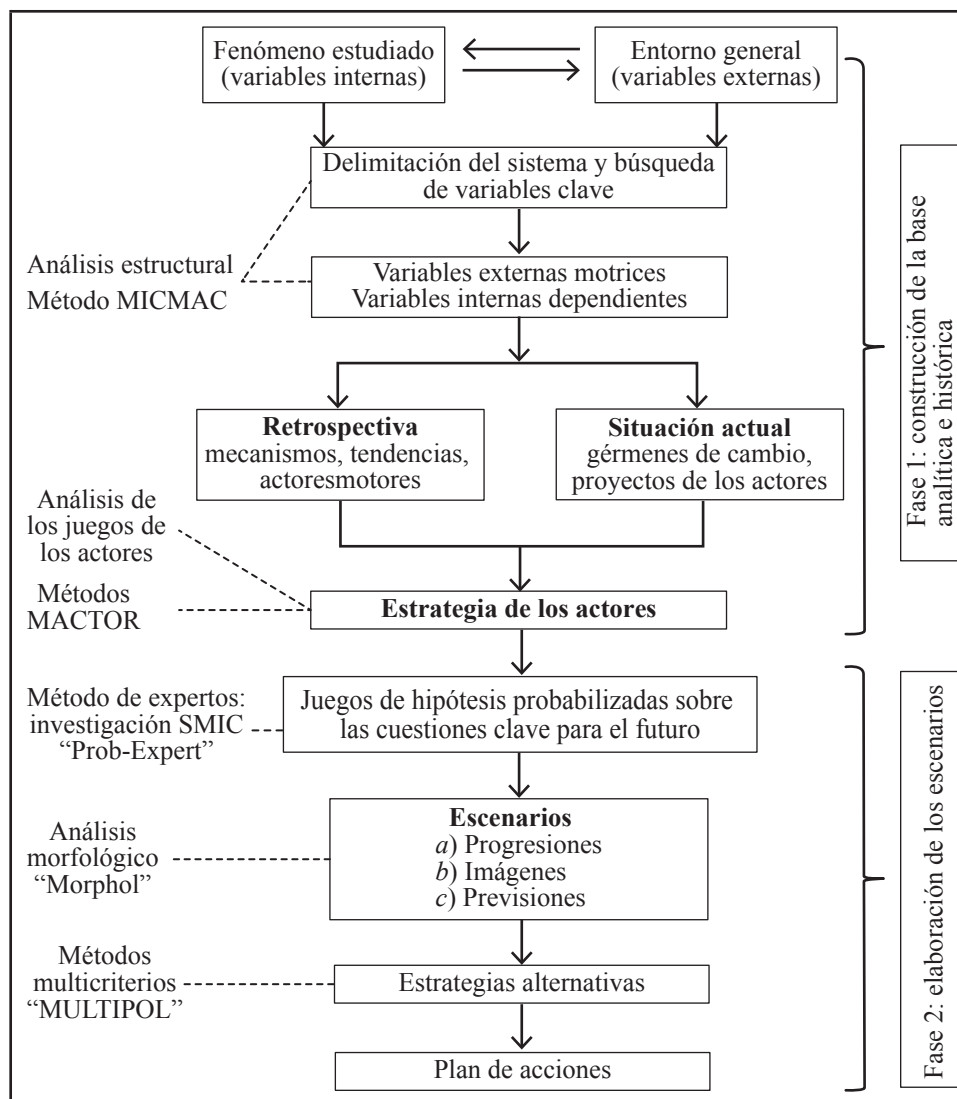 Fenómeno estudiado
(variables internas)
Entorno general
(variables externas)
Delimitación del sistema y búsqueda
de variables clave
Análisis estructural
Método MICMAC
Variables externas motrices
Variables internas dependientes
Retrospectiva
mecanismos, tendencias,
actoresmotores
Situación actual
gérmenes de cambio,
proyectos de los actores
Análisis de
los juegos de
los actores
Métodos
MACTOR
Estrategia de los actores
Fase 1: construcción de la base
analítica e histórica
Método de expertos:
investigación SMIC
“Prob-Expert”
Juegos de hipótesis probabilizadas sobre
las cuestiones clave para el futuro
Análisis
morfológico
“Morphol”
Escenarios
a) Progresiones
b) Imágenes
c) Previsiones
Métodos
multicriterios
“MULTIPOL”
Estrategias alternativas
Plan de acciones
Fase 2: elaboración de los escenarios